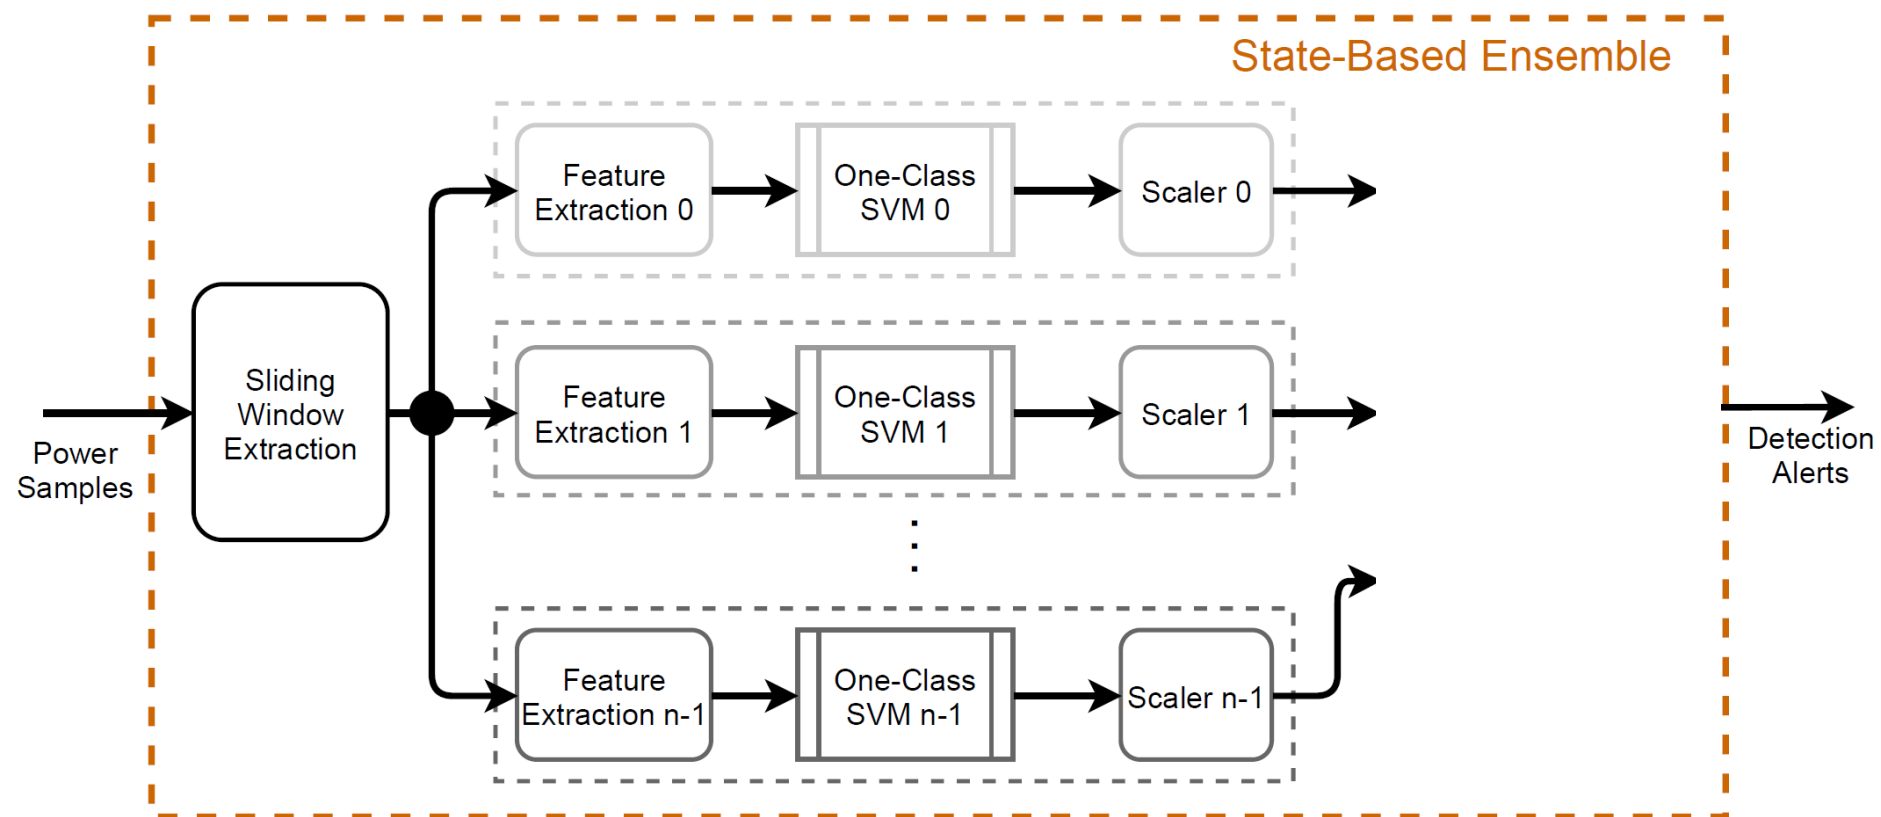 State-Based Ensemble
Feature
Extraction 0
One-Class
SVM 0
Scaler 0
Sliding
Window
Extraction
Feature
Extraction 1
One-Class
SVM 1
Scaler 1
Power
Samples
Detection
Alerts
Feature
Extraction n-1
One-Class
SVM n-1
Scaler n-1